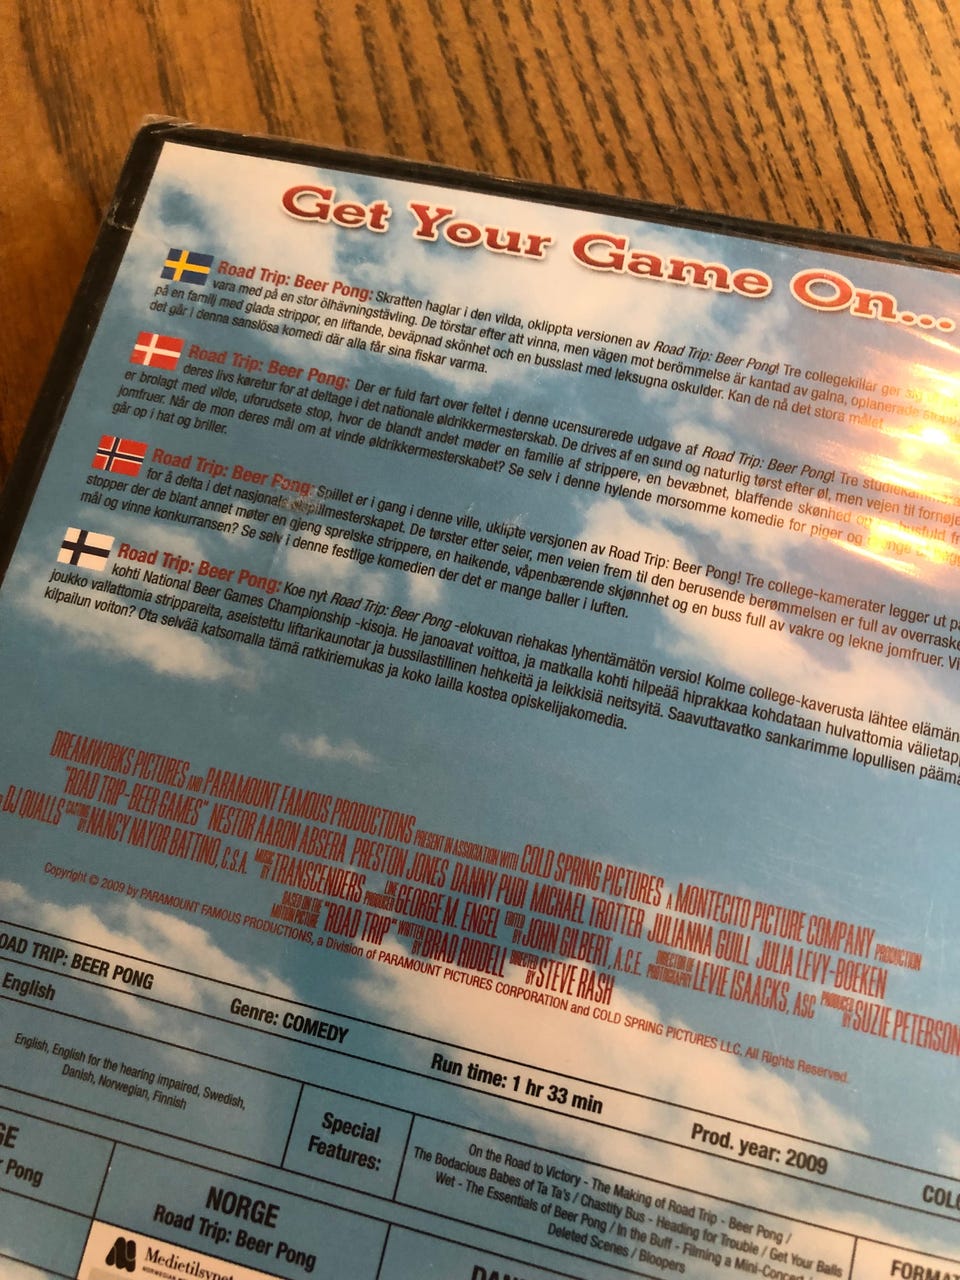 Get Your Game On...
Road Trip: Beer Pong: Skratten haglar i den vilda, oklippta versionen av Road Trip: Beer Pong! Tre collegekillar ger sig
vara med på en stor ölhävningstävling. De törstar efter att vinna, men vägen mot berömmelse är kantad av galna, oplanerade stopp
på en familj med glada strippor, en liftande, beväpnad skönhet och en busslast med leksugna oskulder. Kan de nå det stora målet
det går i denna sanslösa komedi där alla får sina fiskar varma.
Road Trip: Beer Pong: Der er fuld fart over feltet i denne ucensurerede udgave af Road Trip: Beer Pong! Tre
deres livs køretur for at deltage i det nationale øldrikkermesterskab. De drives af en sund og naturlig tørst efter øl, men vejen til
er brolagt med vilde, uforudsete stop, hvor de blandt andet møder en familie af strippere, en bevæbnet, blaffende skønhed og
jomfruer. Når de mon deres mål om at vinde øldrikkermesterskabet? Se selv i denne hylende morsomme komedie for piger og
går op i hat og briller.
Road Trip: Beer Pong: Spillet er i gang i denne ville, uklipte versjonen av Road Trip: Beer Pong! Tre college-kamerater legger ut
for å delta i det nasjonale spillmesterskapet. De tørster etter seier, men veien frem til den berusende berømmelsen er full av
stopper der de blant annet møter en gjeng sprelske strippere, en haikende, våpenbærende skjønnhet og en buss full av vakre og lekne jomfruer.
mål og vinne konkurransen? Se selv i denne festlige komedien der det er mange baller i luften.
Road Trip: Beer Pong: Koe nyt Road Trip: Beer Pong -elokuvan riehakas lyhentämätön versio! Kolme college-kaverusta lähtee
kohti National Beer Games Championship -kisoja. He janoavat voittoa, ja matkalla kohti hilpeää hiprakkaa kohdataan hulvattomia
joukko vallattomia strippareita, aseistettu liftarikaunotar ja bussilastillinen hehkeitä ja leikkisiä neitsyitä. Saavuttavatko sankarimme lopullisen
kilpailun voiton? Ota selvää katsomalla tämä ratkiriemukas ja koko lailla kostea opiskelijakomedia.
DREAMWORKS PICTURES AND PARAMOUNT FAMOUS PRODUCTIONS PRESENT IN ASSOCIATION WITH COLD SPRING PICTURES A MONTECITO PICTURE COMPANY PRODUCTION
"ROAD TRIP-BEER GAMES" NESTOR AARON ABSERA PRESTON JONES DANNY PUDI MICHAEL TROTTER JULIANNA GUILL JULIA LEVY-BOEKEN
CJ QUALLS CASTING BY NANCY NAYOR BATTINO, C.S.A. MUSIC BY TRANSCENDERS LINE PRODUCER GEORGE M. ENGEL EDITED BY JOHN GILBERT, A.C.E. DIRECTOR OF PHOTOGRAPHY LEVIE ISAACKS, ASC PRODUCED BY SUZIE PETERSON
BASED ON THE MOTION PICTURE "ROAD TRIP" WRITTEN BY BRAD RIDDELL DIRECTED BY STEVE RASH
Copyright © 2009 by PARAMOUNT FAMOUS PRODUCTIONS, a Division of PARAMOUNT PICTURES CORPORATION and COLD SPRING PICTURES LLC. All Rights Reserved.
TRIP: BEER PONG
Genre: COMEDY
Run time: 1 hr 33 min
Prod. year: 2009
English
English, English for the hearing impaired, Swedish,
Danish, Norwegian, Finnish
Special
Features:
On the Road to Victory - The Making of Road Trip - Beer Pong /
The Bodacious Babes of Ta Ta's / Chastity Bus - Heading for Trouble / Get Your Balls
Wet - The Essentials of Beer Pong / In the Buff - Filming a Mini-Concert
Deleted Scenes / Bloopers
Pong
NORGE
Road Trip: Beer Pong